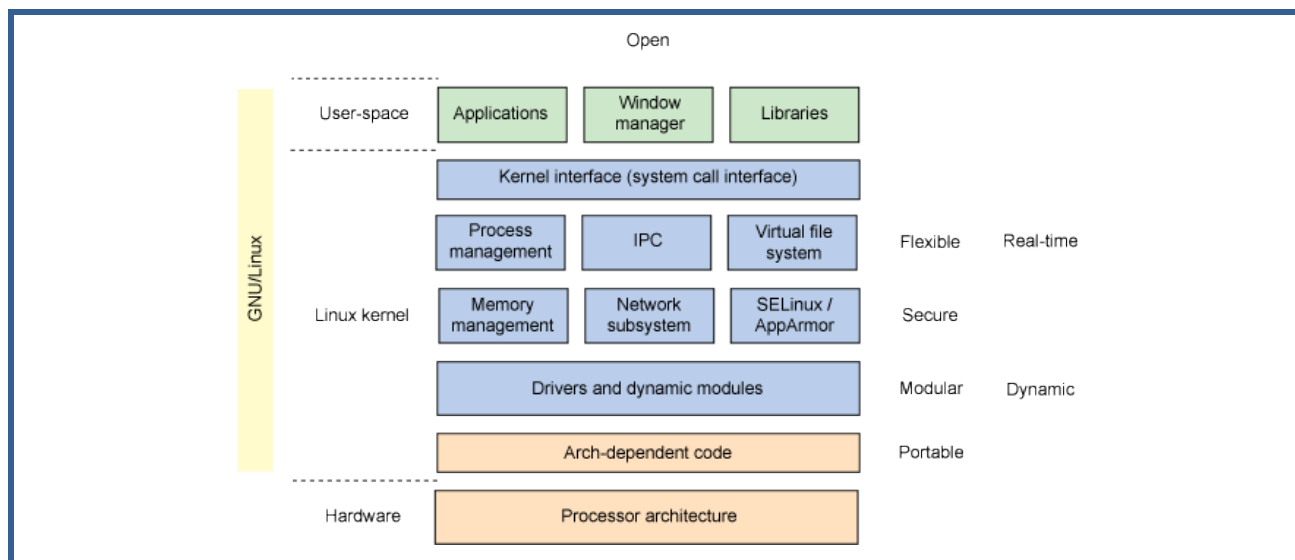 Open
User-space
Applications
Window
manager
Libraries
Kernel interface (system call interface)
Process
management
IPC
Virtual file
system
Flexible
Real-time
GNU/Linux
Linux kernel
Memory
management
Network
subsystem
SELinux /
AppArmor
Secure
Drivers and dynamic modules
Modular
Dynamic
Arch-dependent code
Portable
Hardware
Processor architecture